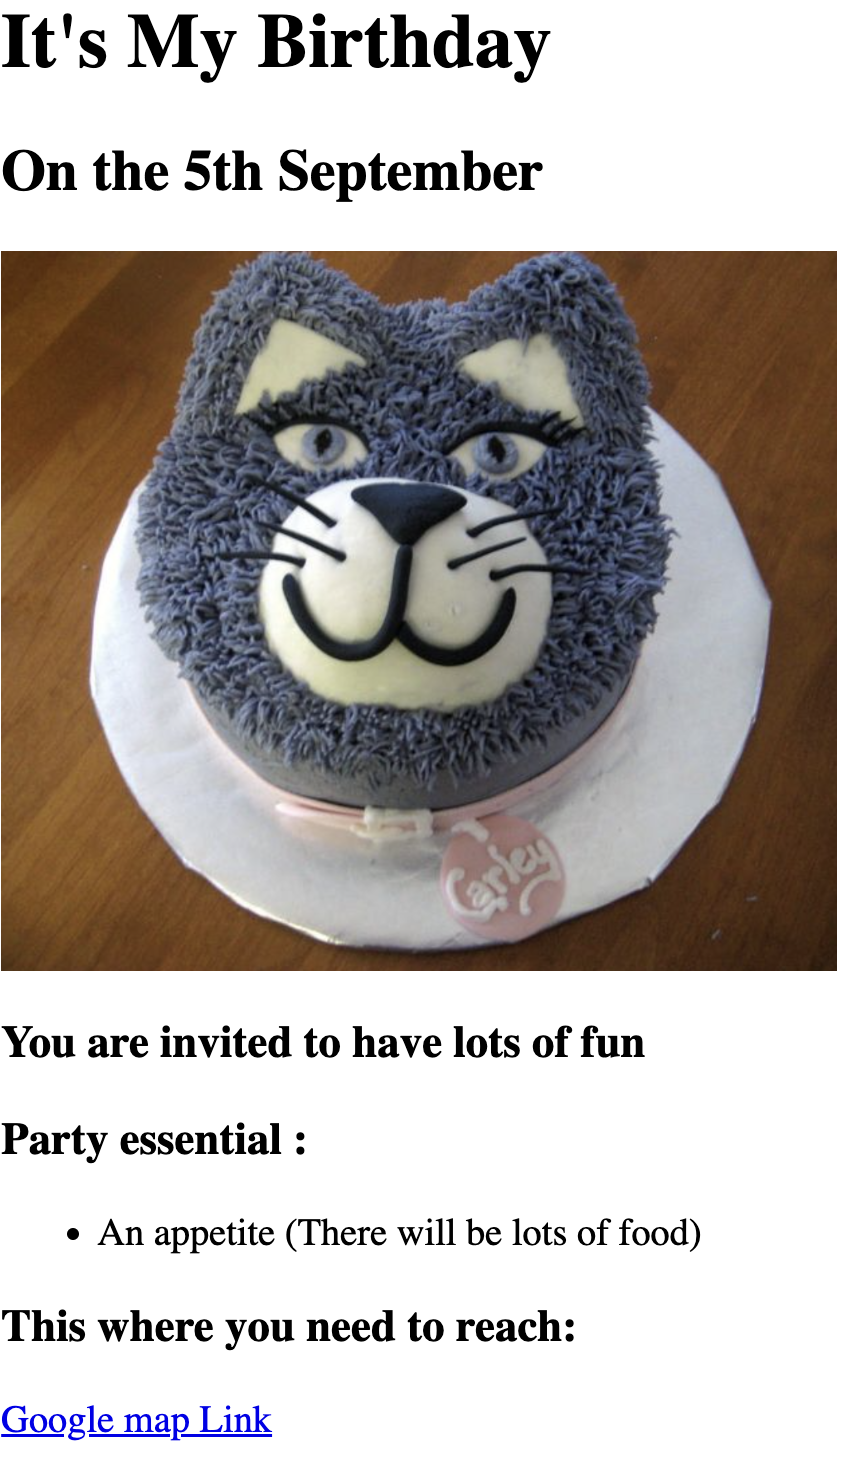 It's My Birthday
On the 5th September
Carley
You are invited to have lots of fun
Party essential :
An appetite (There will be lots of food)
This where you need to reach:
Google map Link